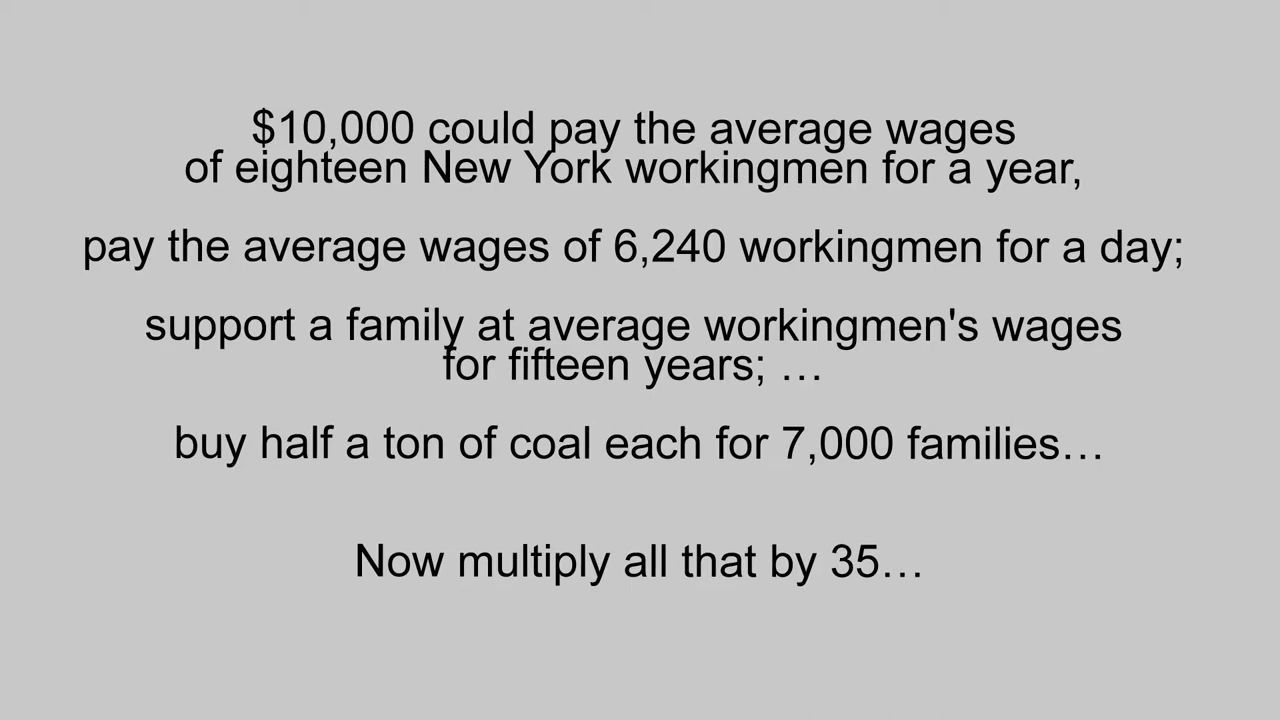 $10,000 could pay the average wages
of eighteen New York workingmen for a year,
pay the average wages of 6,240 workingmen for a day;
support a family at average workingmen's wages
for fifteen years; …
buy half a ton of coal each for 7,000 families…
Now multiply all that by 35…